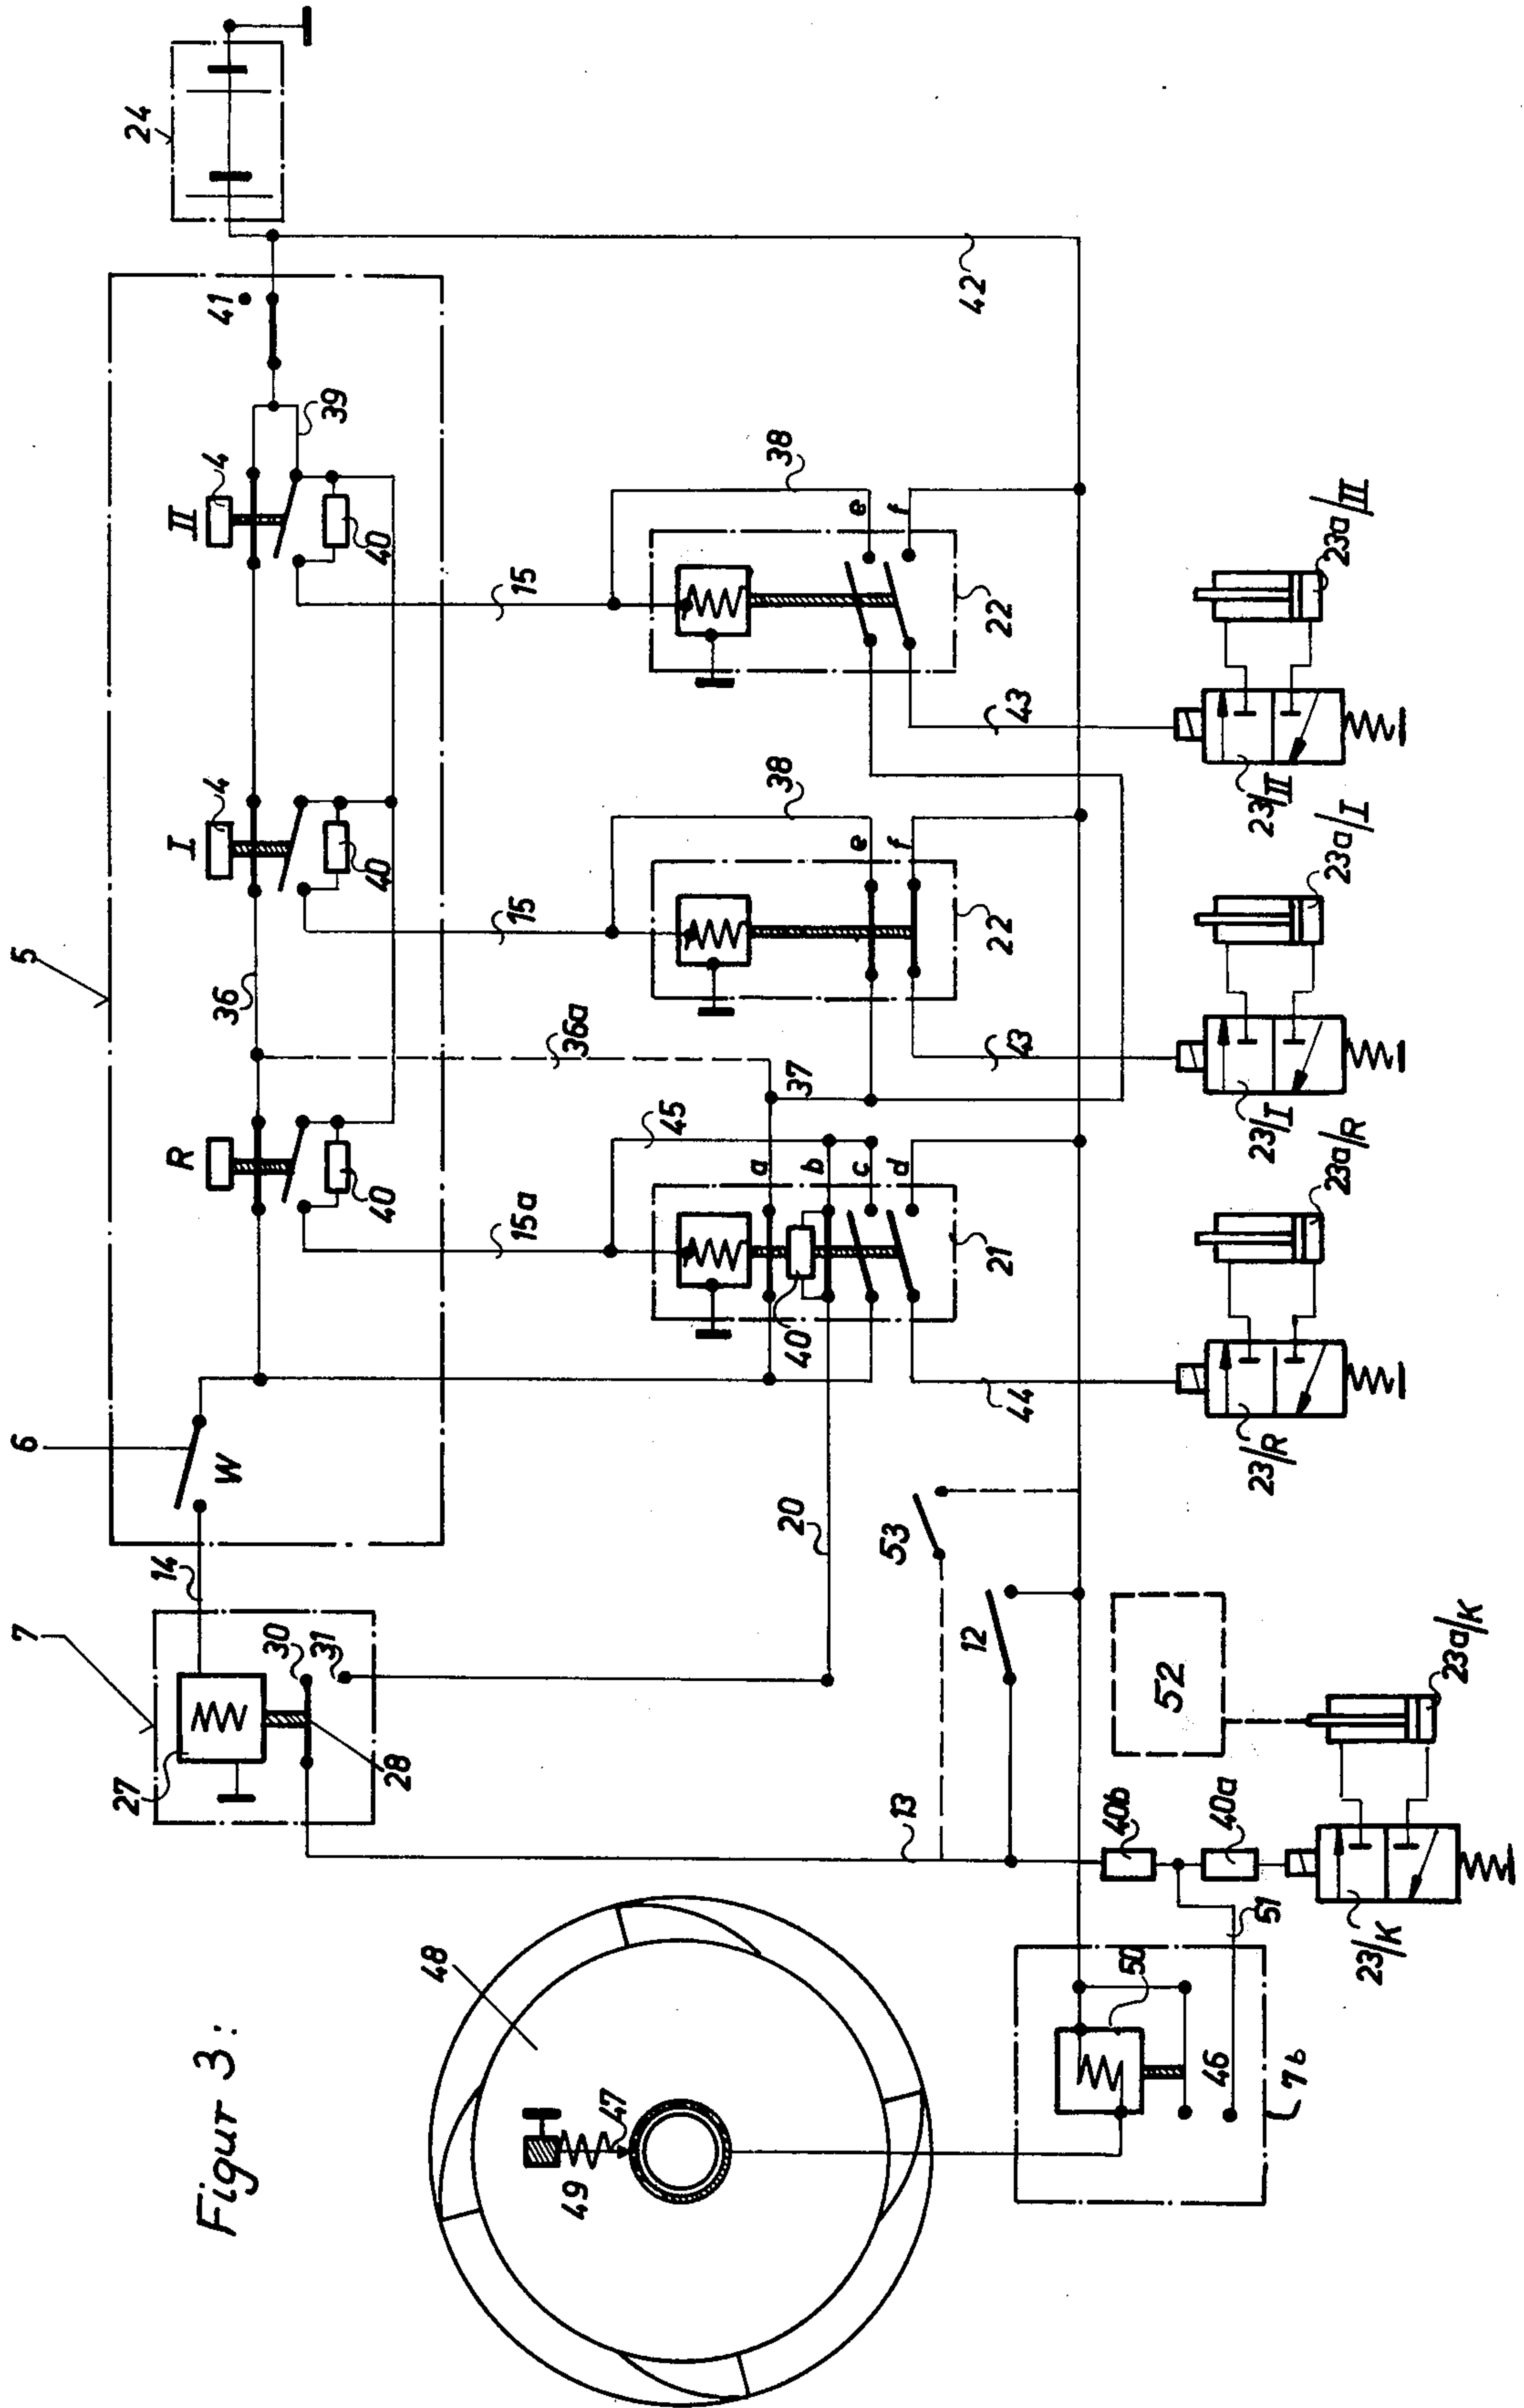 24
5
41
II
4
39
40
I
4
40
36
R
40
6
W
14
7
27
30
31
28
15
38
e
f
22
42
15
38
e
f
22
36a
37
45
15a
a
b
c
d
40
21
20
43
43
44
53
12
13
52
23a/II
23/II
23a/I
23/I
23a/R
23/R
23a/K
23/K
40b
40a
51
50
46
7b
48
47
49
Figur 3: